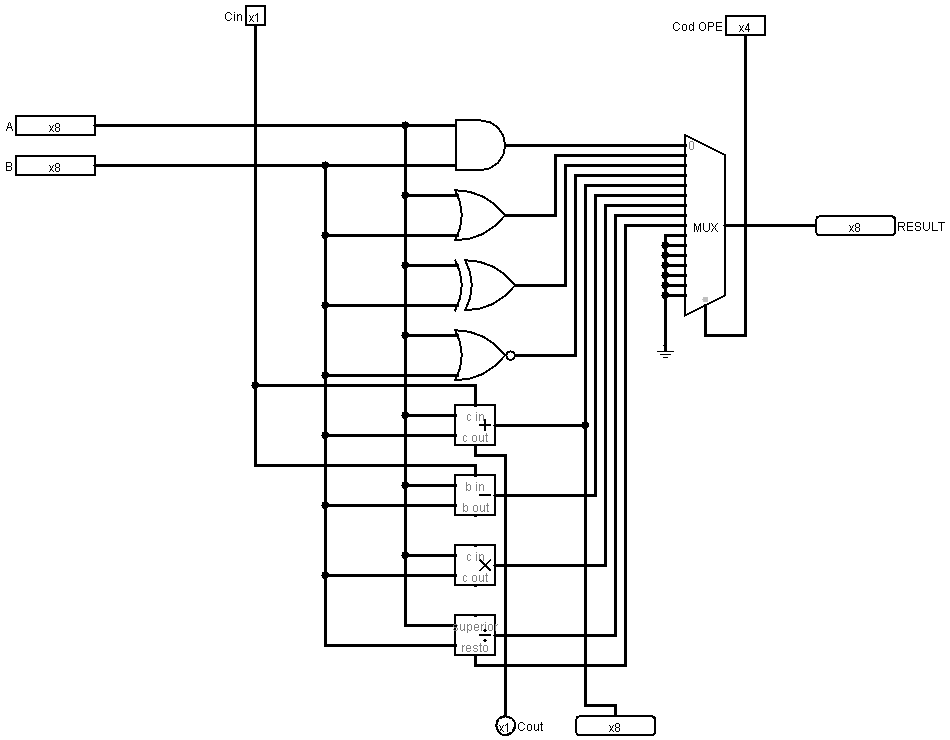 Cin x1
Cod OPE x4
A x8
B x8
0
MUX
x8 RESULT
c in
+
c out
b in
−
b out
c in
×
c out
superior
÷
resto
x1 Cout
x8